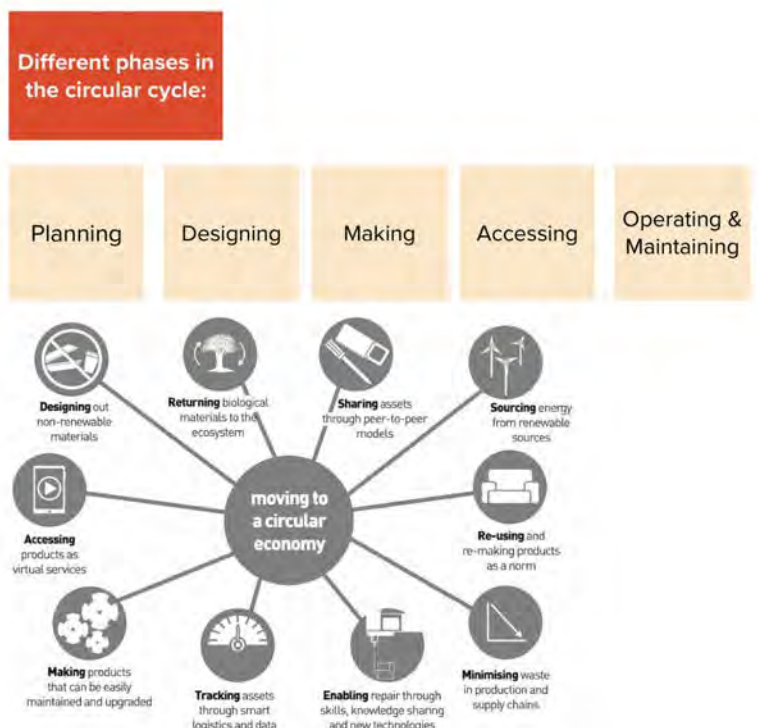 Different phases in
the circular cycle:
Planning
Designing
Making
Accessing
Operating &
Maintaining
Designing out
non-renewable
materials
Returning biological
materials to the
ecosystem
Sharing assets
through peer-to-peer
models
Sourcing energy
from renewable
sources
moving to
a circular
economy
Accessing
products as
virtual services
Re-using and
re-making products
as a norm
Making products
that can be easily
maintained and upgraded
Tracking assets
through smart
logistics and data
Enabling repair through
skills, knowledge sharing
and new technologies
Minimising waste
in production and
supply chains